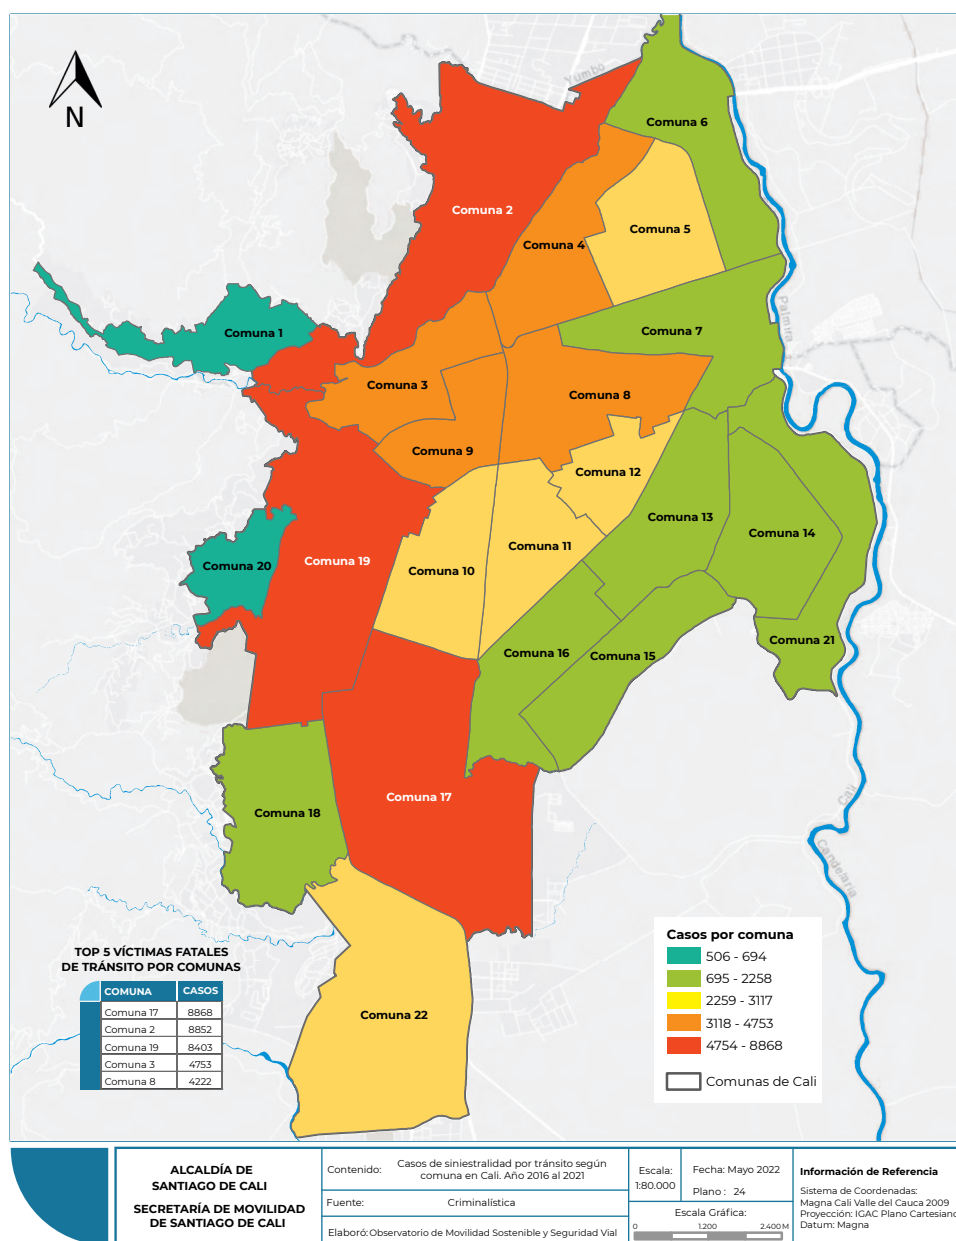 N
Yumbo
Comuna 6
Comuna 2
Comuna 5
Comuna 4
Palmira
Comuna 1
Comuna 7
Comuna 3
Comuna 8
Comuna 9
Comuna 12
Comuna 13
Comuna 14
Comuna 11
Comuna 19
Comuna 20
Comuna 10
Comuna 21
Comuna 16
Comuna 15
Comuna 17
Cali
Comuna 18
Candelaria
Comuna 22
TOP 5 VÍCTIMAS FATALES
DE TRÁNSITO POR COMUNAS
COMUNA CASOS
Comuna 17 8868
Comuna 2 8852
Comuna 19 8403
Comuna 3 4753
Comuna 8 4222
Casos por comuna
506 - 694
695 - 2258
2259 - 3117
3118 - 4753
4754 - 8868
Comunas de Cali
ALCALDÍA DE
SANTIAGO DE CALI
SECRETARÍA DE MOVILIDAD
DE SANTIAGO DE CALI
Contenido: Casos de siniestralidad por tránsito según
comuna en Cali. Año 2016 al 2021
Fuente: Criminalística
Elaboró: Observatorio de Movilidad Sostenible y Seguridad Vial
Escala:
1:80.000
Fecha: Mayo 2022
Plano : 24
Escala Gráfica:
0 1.200 2.400 M
Información de Referencia
Sistema de Coordenadas:
Magna Cali Valle del Cauca 2009
Proyección: IGAC Plano Cartesiano
Datum: Magna